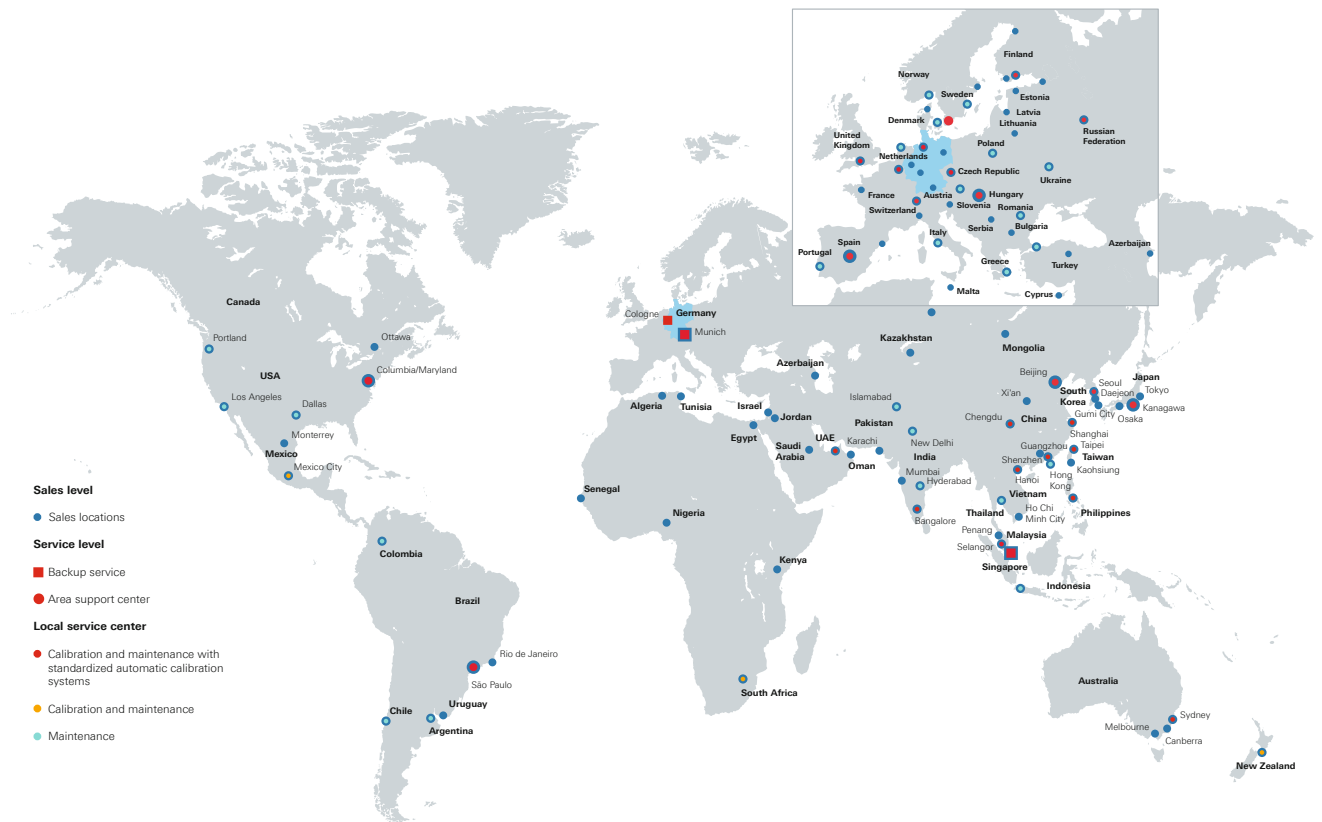 Finland
Norway
Sweden
Estonia
Denmark
Latvia
Lithuania
Russian
Federation
United
Kingdom
Poland
Netherlands
Czech Republic
Ukraine
France
Austria
Hungary
Switzerland
Slovenia
Romania
Serbia
Bulgaria
Italy
Spain
Portugal
Azerbaijan
Greece
Turkey
Malta
Cyprus
Canada
Cologne
Germany
Munich
Portland
Ottawa
Kazakhstan
Mongolia
USA
Columbia/Maryland
Azerbaijan
Beijing
Japan
Seoul
South
Korea
Daejeon
Tokyo
Los Angeles
Dallas
Algeria
Tunisia
Israel
Jordan
Islamabad
Xi'an
Gumi City
Kanagawa
Osaka
Chengdu
China
Monterrey
Mexico
Mexico City
Egypt
Saudi
Arabia
UAE
Karachi
Oman
Pakistan
New Delhi
India
Mumbai
Hyderabad
Bangalore
Shanghai
Guangzhou
Taipei
Taiwan
Shenzhen
Kaohsiung
Hanoi
Hong
Kong
Vietnam
Thailand
Ho Chi
Minh City
Philippines
Penang
Malaysia
Selangor
Singapore
Indonesia
Senegal
Nigeria
Kenya
Colombia
Brazil
Rio de Janeiro
São Paulo
Chile
Uruguay
Argentina
South Africa
Australia
Sydney
Melbourne
Canberra
New Zealand
Sales level
Sales locations
Service level
Backup service
Area support center
Local service center
Calibration and maintenance with
standardized automatic calibration
systems
Calibration and maintenance
Maintenance